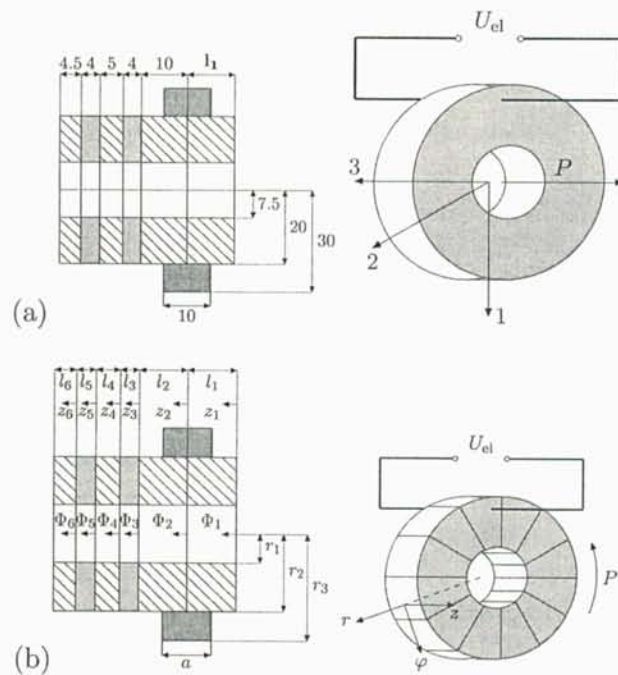 4.5 4 5 4 10 l₁
7.5
20
30
10
(a)
U_el
3
P
2
1
l₆ l₅ l₄ l₃ l₂ l₁
z₆ z₅ z₄ z₃ z₂ z₁
Φ₆ Φ₅ Φ₄ Φ₃ Φ₂ Φ₁
r₁
r₂
r₃
a
(b)
U_el
P
r
z
φ